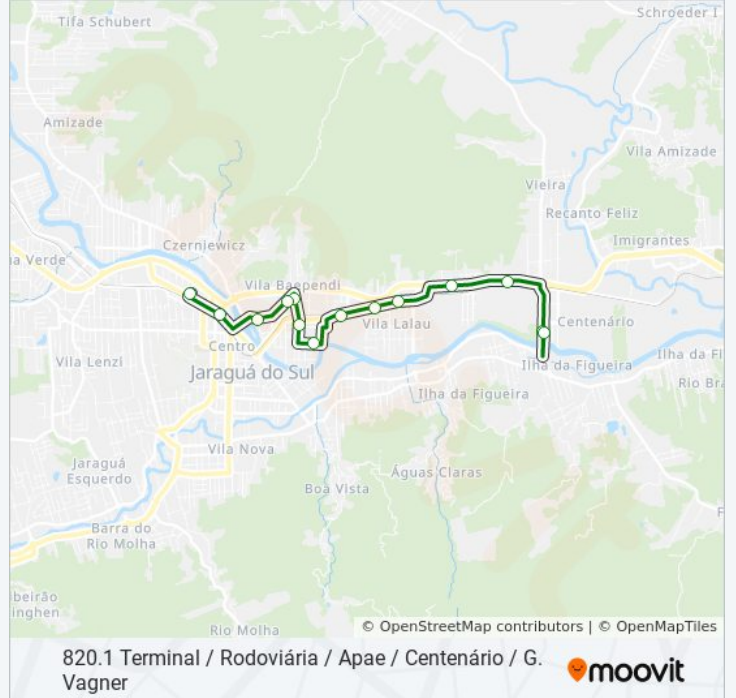 Tifa Schubert
Schroeder I
Amizade
Vila Amizade
Vieira
Recanto Feliz
Czerniewicz
Imigrantes
a Verde
Vila Baependi
Vila Lalau
Centenário
Centro
Vila Lenzi
Jaraguá do Sul
Ilha da Figueira
Ilha da Fi
Rio Bra
Ilha da Figueira
Vila Nova
Jaraguá
Esquerdo
Águas Claras
Boa Vista
F
Barra do
Rio Molha
ibeirão
inghen
Rio Molha
© OpenStreetMap contributors | © OpenMapTiles
820.1 Terminal / Rodoviária / Apae / Centenário / G.
Vagner
moovit